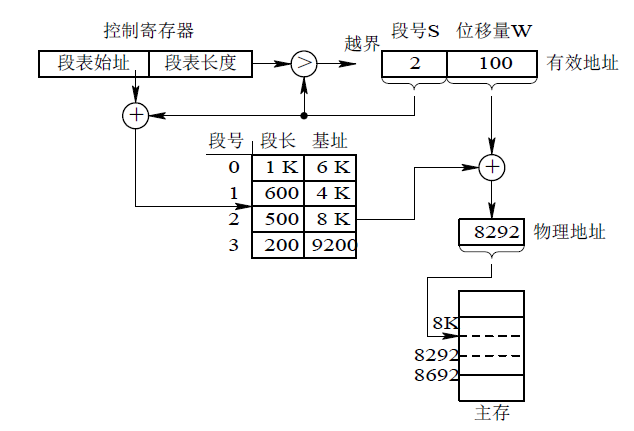 控制寄存器
段表始址 段表长度
>
越界
段号S 位移量W
2 100 有效地址
+
段号 段长 基址
0 1 K 6 K
1 600 4 K
2 500 8 K
3 200 9200
+
8292 物理地址
8K
8292
8692
主存